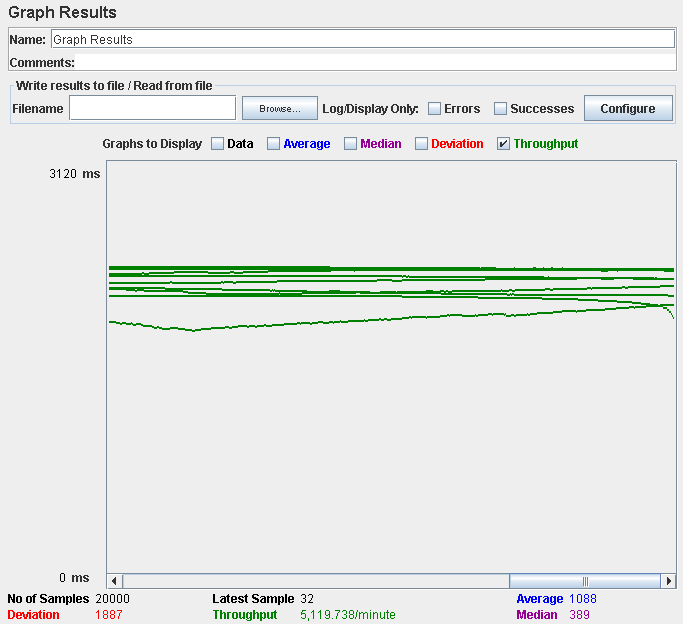 Graph Results
Name: Graph Results
Comments:
Write results to file / Read from file
Filename Browse... Log/Display Only: Errors Successes Configure
Graphs to Display Data Average Median Deviation Throughput
3120 ms
0 ms
No of Samples 20000 Latest Sample 32 Average 1088
Deviation 1887 Throughput 5,119.738/minute Median 389